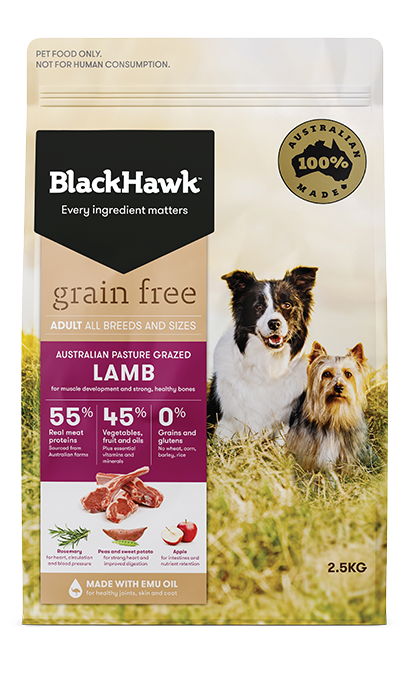 PET FOOD ONLY.
NOT FOR HUMAN CONSUMPTION.
AUSTRALIAN
100%
MADE
BlackHawk™
Every ingredient matters
grain free
ADULT ALL BREEDS AND SIZES
AUSTRALIAN PASTURE GRAZED
LAMB
for muscle development and strong, healthy bones
55%
Real meat
proteins
Sourced from
Australian farms
45%
Vegetables,
fruit and oils
Plus essential
vitamins and
minerals
0%
Grains and
glutens
No wheat, corn,
barley, rice
Rosemary
for heart, circulation
and blood pressure
Peas and sweet potato
for strong heart and
improved digestion
Apple
for intestines and
nutrient retention
MADE WITH EMU OIL
for healthy joints, skin and coat
2.5KG